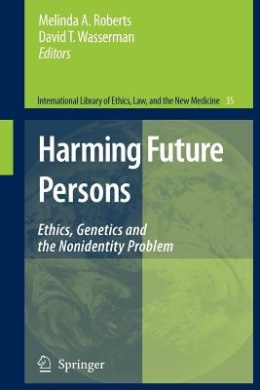 Melinda A. Roberts
David T. Wasserman
Editors
International Library of Ethics, Law, and the New Medicine 35
Harming Future
Persons
Ethics, Genetics and
the Nonidentity Problem
Springer